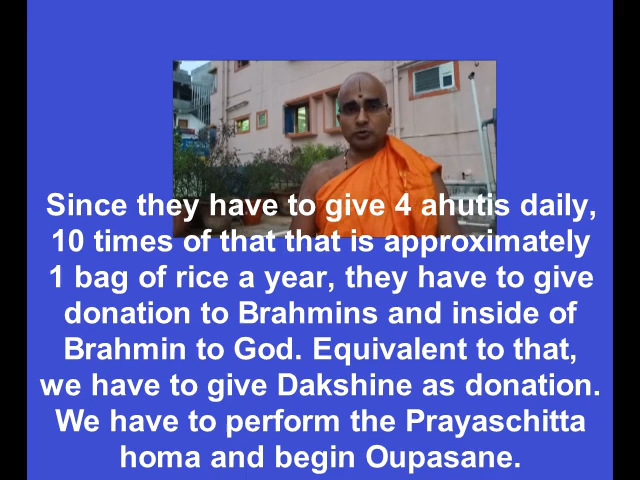 Since they have to give 4 ahutis daily,
10 times of that that is approximately
1 bag of rice a year, they have to give
donation to Brahmins and inside of
Brahmin to God. Equivalent to that,
we have to give Dakshine as donation.
We have to perform the Prayaschitta
homa and begin Oupasane.